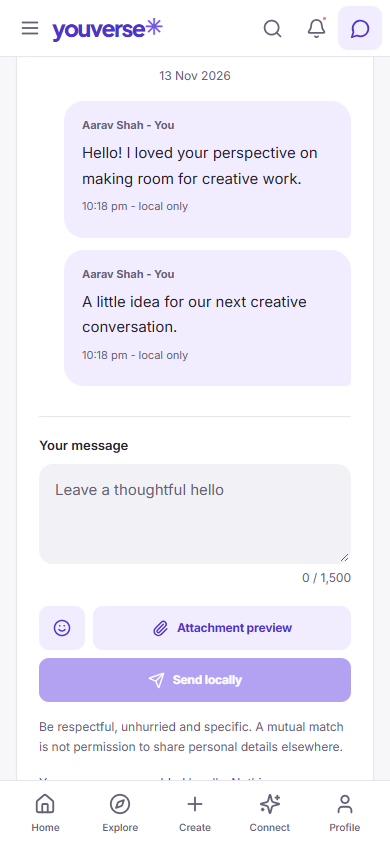 youverse
13 Nov 2026
Aarav Shah - You
Hello! I loved your perspective on
making room for creative work.
10:18 pm - local only
Aarav Shah - You
A little idea for our next creative
conversation.
10:18 pm - local only
Your message
Leave a thoughtful hello
0 / 1,500
Attachment preview
Send locally
Be respectful, unhurried and specific. A mutual match
is not permission to share personal details elsewhere.
Home
Explore
Create
Connect
Profile